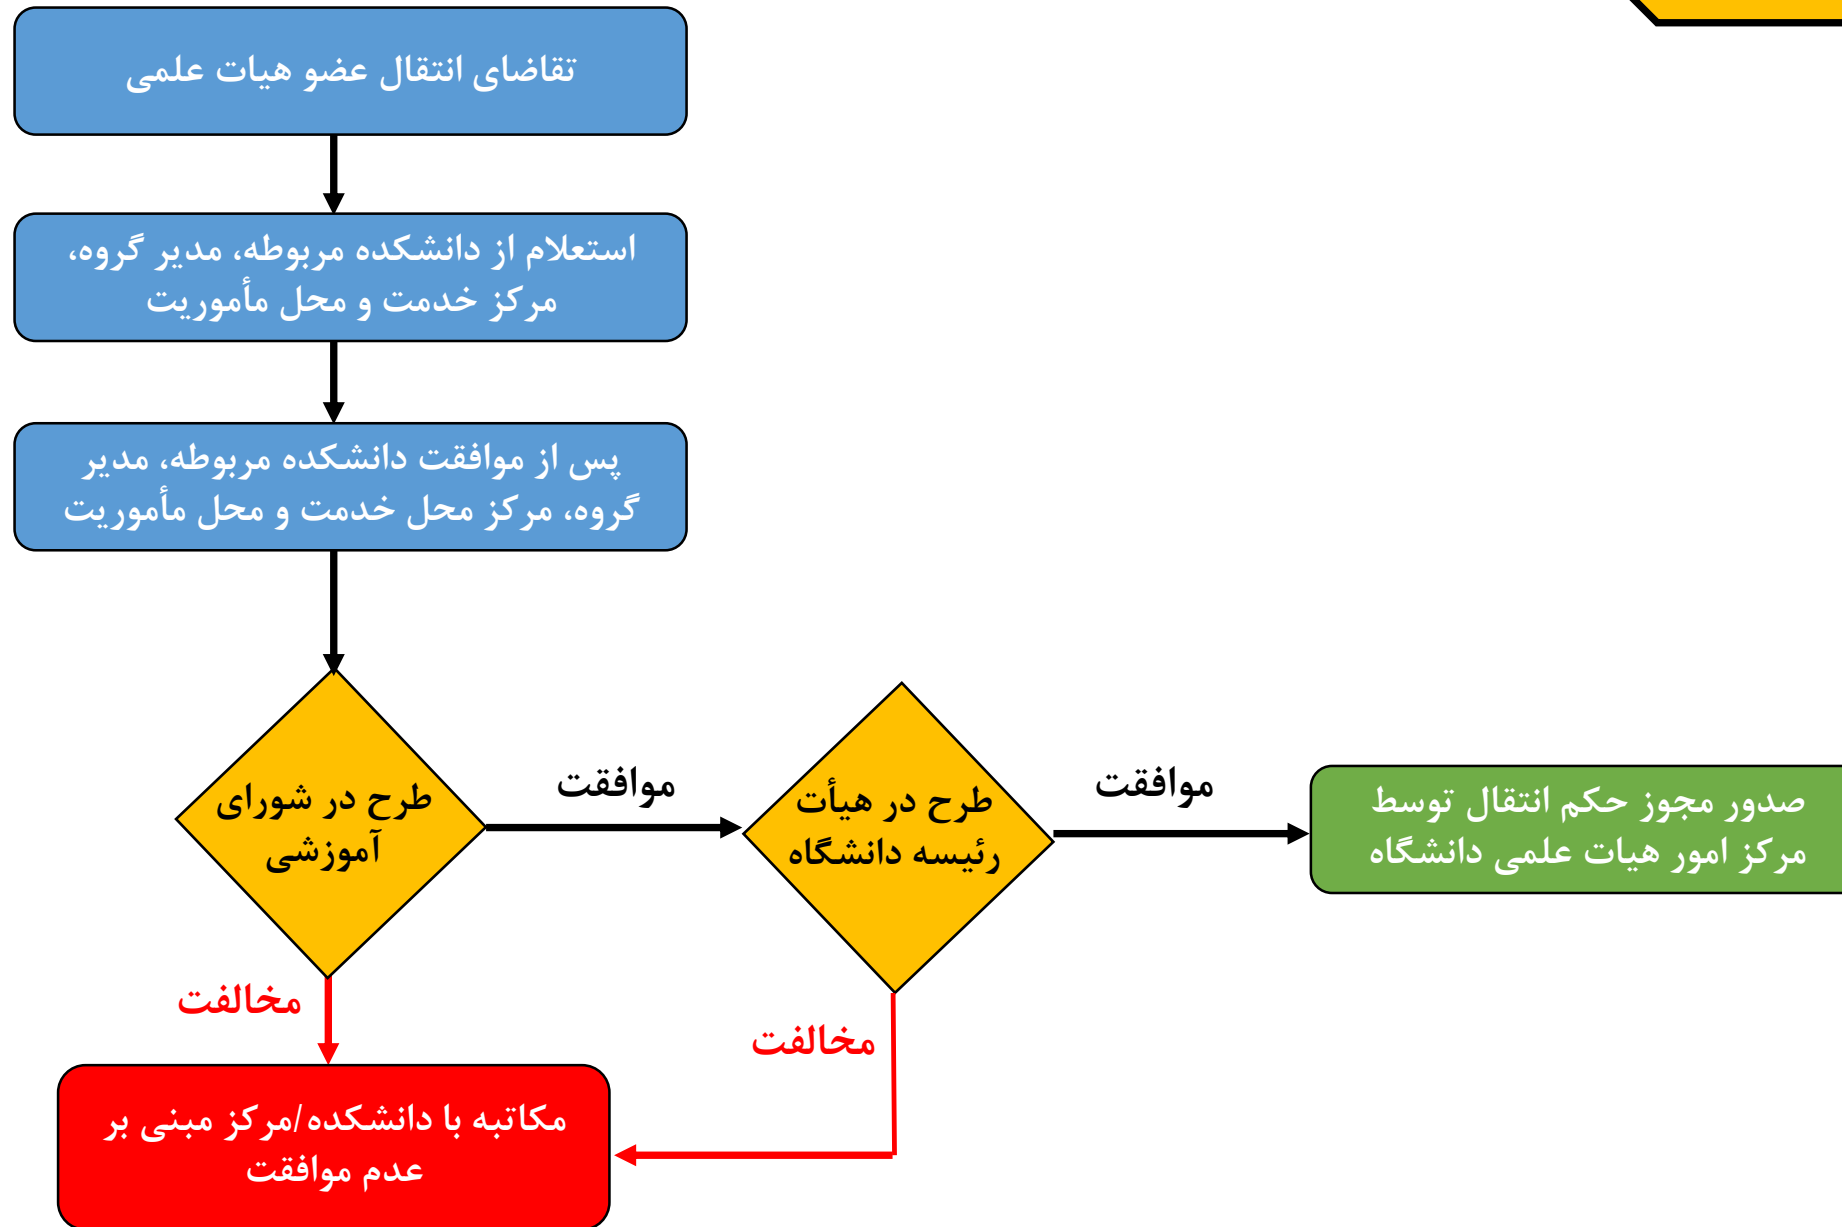 تقاضای انتقال عضو هیات علمی
استعلام از دانشکده مربوطه، مدیر گروه،
مرکز خدمت و محل مأموریت
پس از موافقت دانشکده مربوطه، مدیر
گروه، مرکز محل خدمت و محل مأموریت
طرح در شورای
آموزشی
موافقت
طرح در هیأت
رئیسه دانشگاه
موافقت
صدور مجوز حکم انتقال توسط
مرکز امور هیات علمی دانشگاه
مخالفت
مخالفت
مکاتبه با دانشکده/مرکز مبنی بر
عدم موافقت